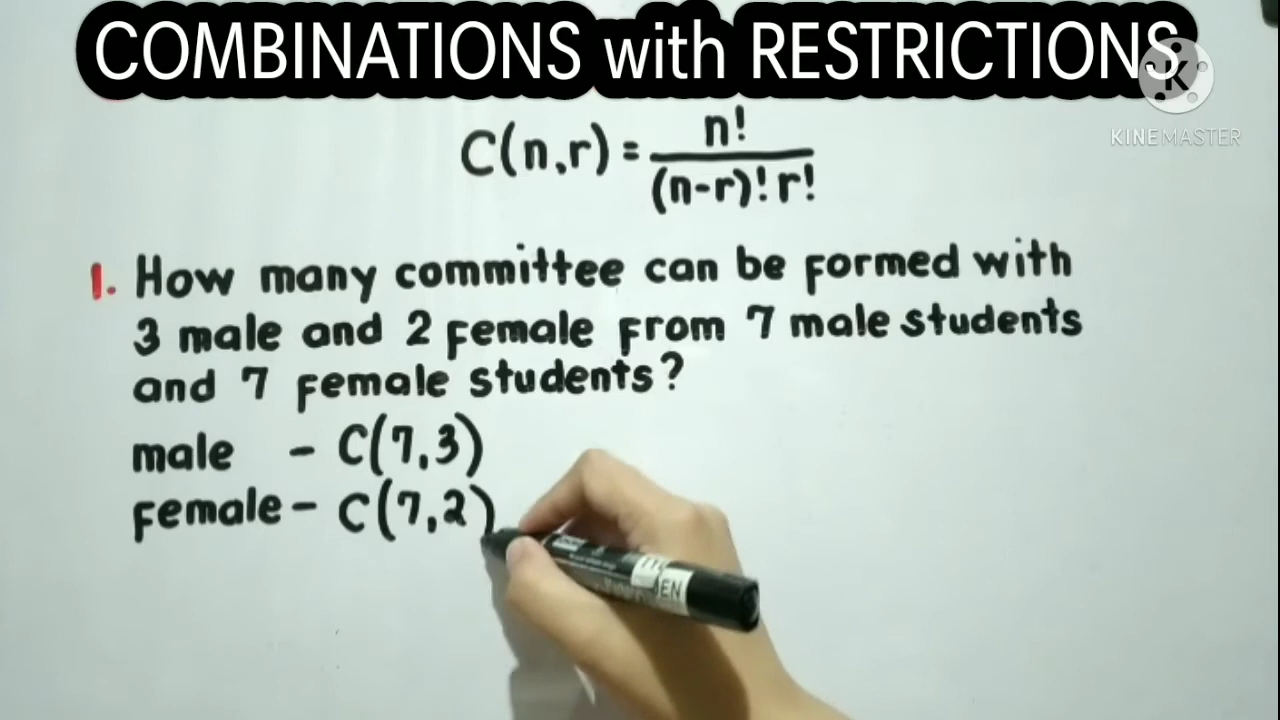 COMBINATIONS with RESTRICTIONS
K
KINEMASTER
C(n,r) = n! / (n-r)! r!
1. How many committee can be formed with
3 male and 2 female from 7 male students
and 7 female students?
male - C(7,3)
female - C(7,2)